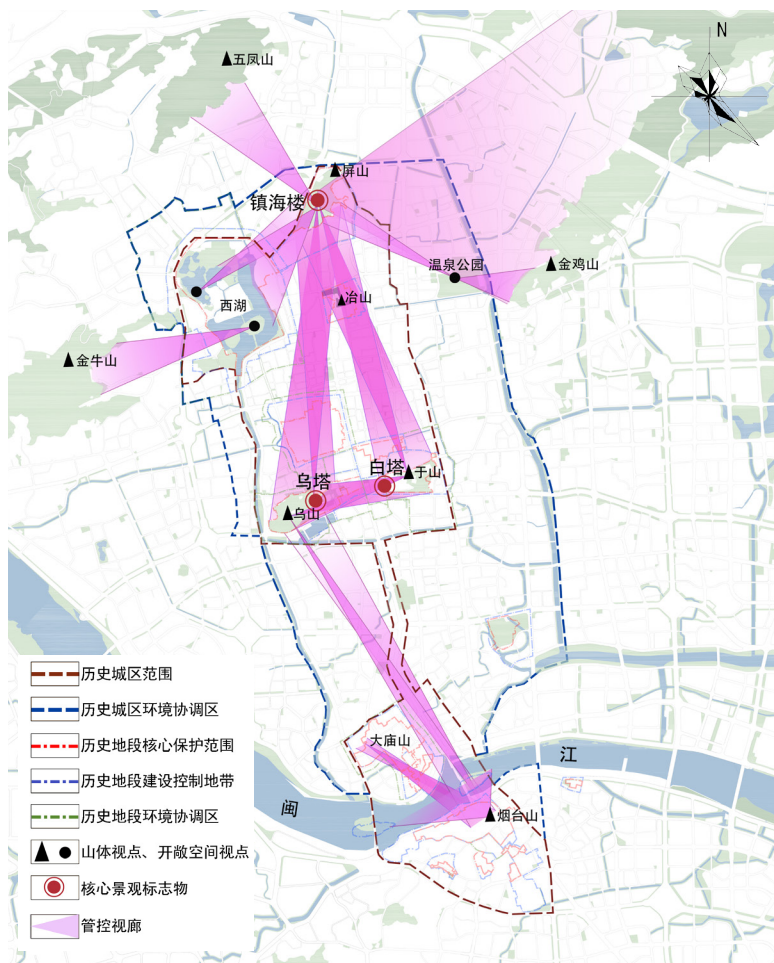 N
五凤山
屏山
镇海楼
温泉公园
金鸡山
西湖
冶山
金牛山
乌塔
白塔
于山
乌山
大庙山
江
闽
烟台山
历史城区范围
历史城区环境协调区
历史地段核心保护范围
历史地段建设控制地带
历史地段环境协调区
山体视点、开敞空间视点
核心景观标志物
管控视廊